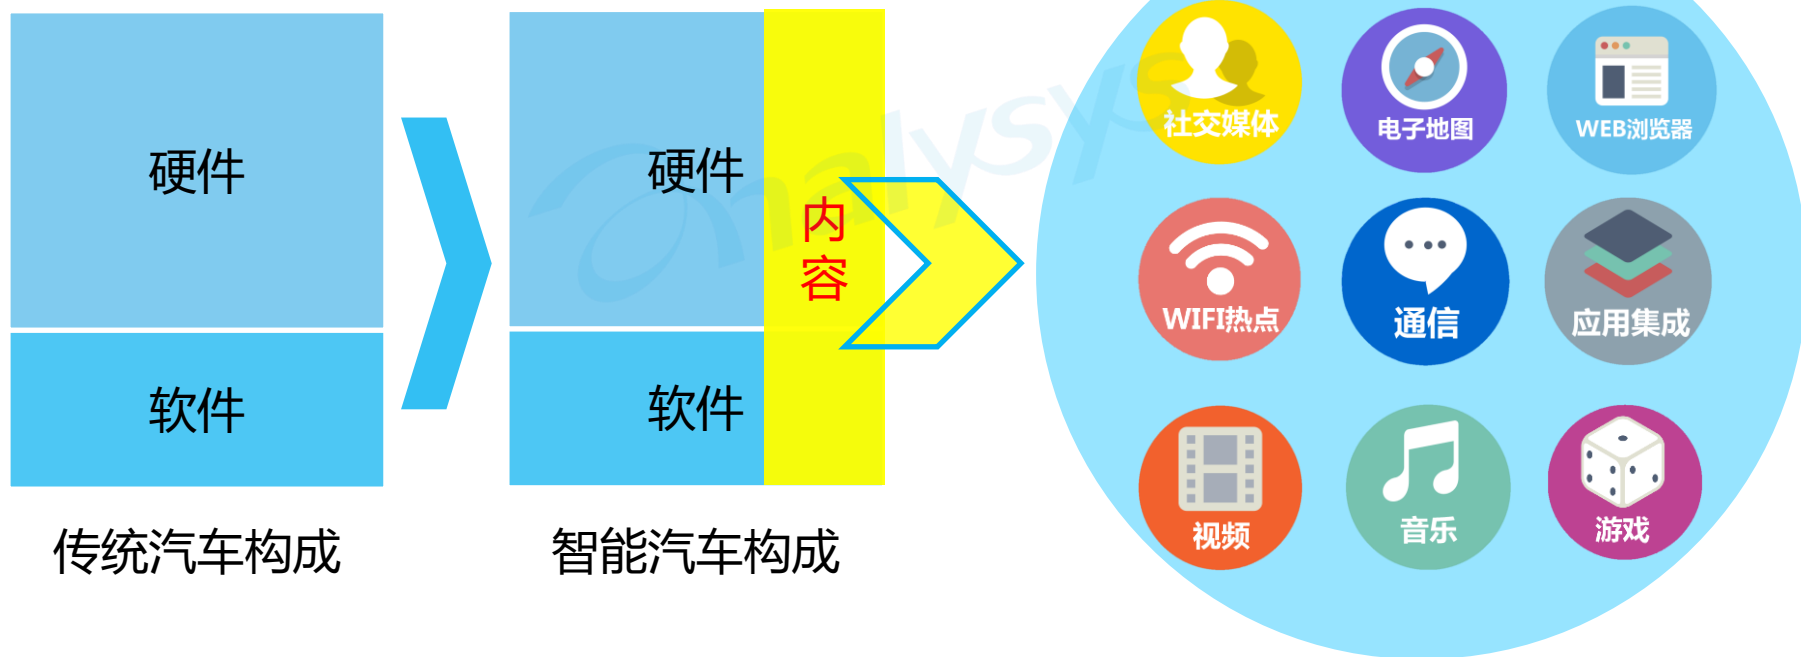 硬件
软件
传统汽车构成
硬件
软件
内
容
智能汽车构成
analysys
社交媒体
电子地图
WEB浏览器
WIFI热点
通信
应用集成
视频
音乐
游戏